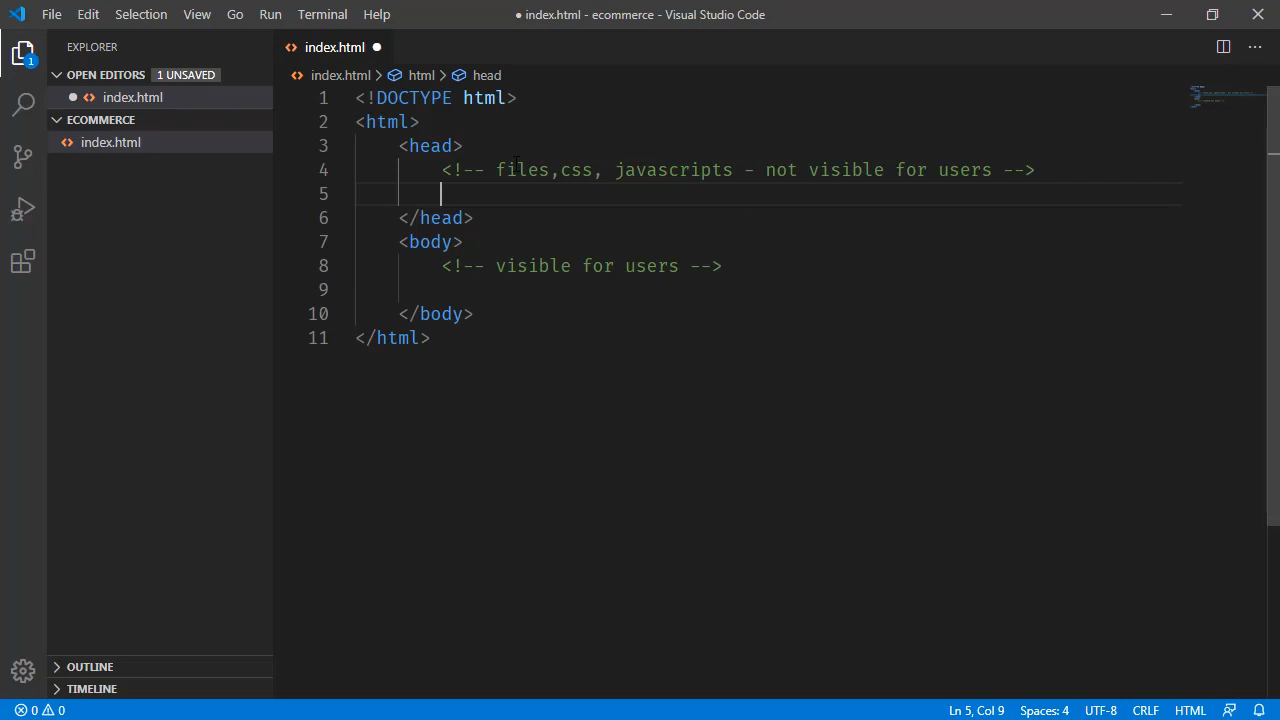 File Edit Selection View Go Run Terminal Help ● index.html - ecommerce - Visual Studio Code
EXPLORER
OPEN EDITORS 1 UNSAVED
index.html
ECOMMERCE
index.html
OUTLINE
TIMELINE
1
index.html
index.html > html > head
1 <!DOCTYPE html>
2 <html>
3 <head>
4 <!-- files,css, javascripts - not visible for users -->
5
6 </head>
7 <body>
8 <!-- visible for users -->
9
10 </body>
11 </html>
0 0 Ln 5, Col 9 Spaces: 4 UTF-8 CRLF HTML